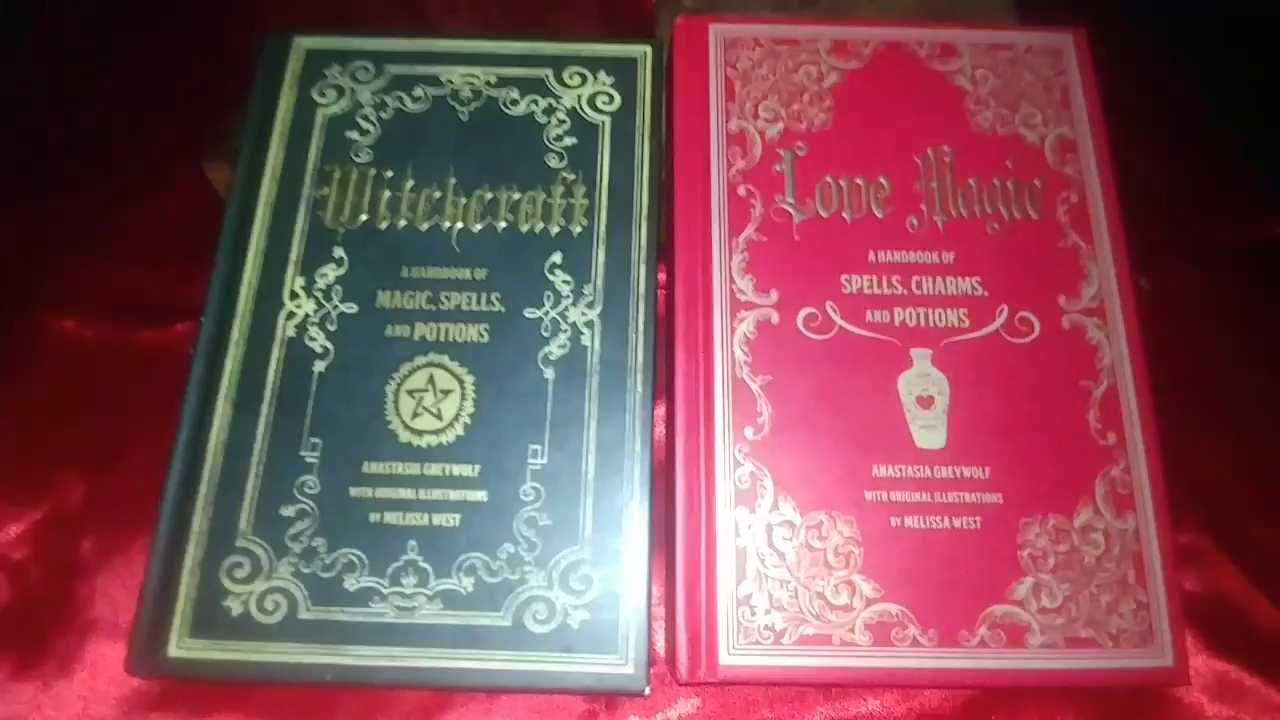 Witchcraft
A HANDBOOK OF
MAGIC, SPELLS,
AND POTIONS
ANASTASIA GREYWOLF
WITH ORIGINAL ILLUSTRATIONS
BY MELISSA WEST
Love Magic
A HANDBOOK OF
SPELLS, CHARMS,
AND POTIONS
ANASTASIA GREYWOLF
WITH ORIGINAL ILLUSTRATIONS
BY MELISSA WEST